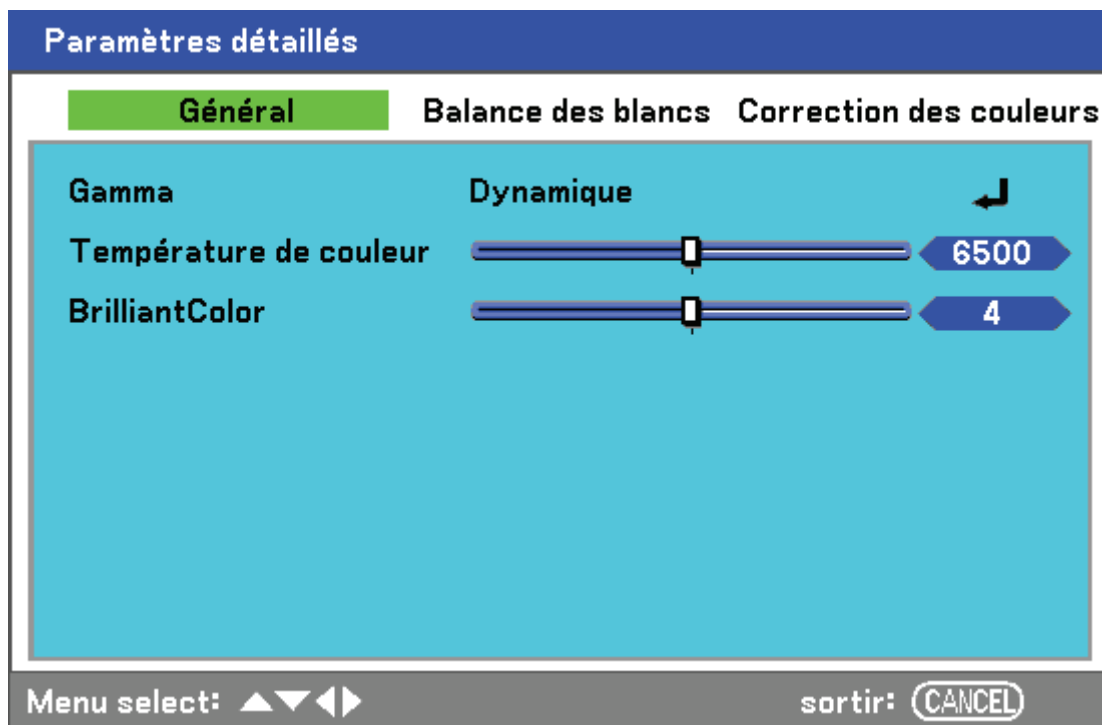 Paramètres détaillés
Général Balance des blancs Correction des couleurs
Gamma Dynamique
Température de couleur 6500
BrilliantColor 4
Menu select: sortir: CANCEL